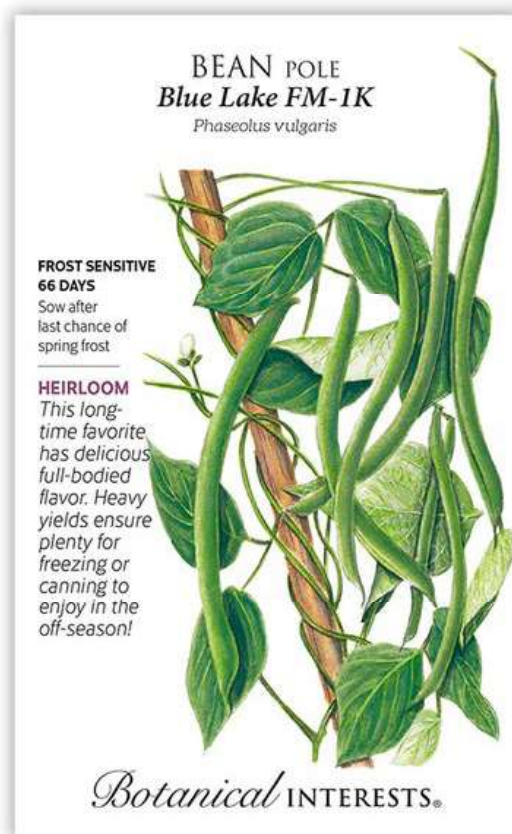 BEAN POLE
Blue Lake FM-1K
Phaseolus vulgaris
FROST SENSITIVE
66 DAYS
Sow after
last chance of
spring frost
HEIRLOOM
This long-
time favorite
has delicious
full-bodied
flavor. Heavy
yields ensure
plenty for
freezing or
canning to
enjoy in the
off-season!
Botanical INTERESTS®